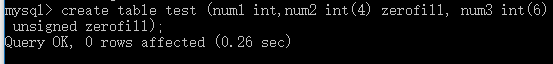 mysql> create table test (num1 int,num2 int(4) zerofill, num3 int(6)
unsigned zerofill);
Query OK, 0 rows affected (0.26 sec)